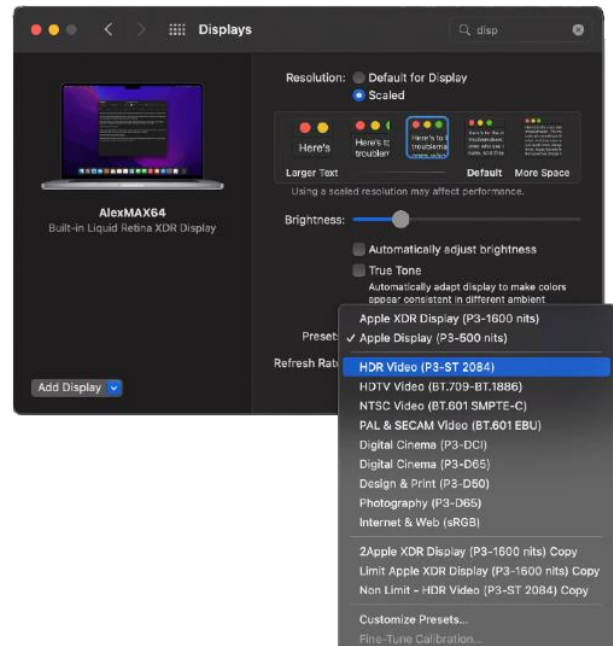 Displays
disp
Resolution: Default for Display
Scaled
Here's
Here's to
troublem
Here's to t
troublema
Larger Text Default More Space
Using a scaled resolution may affect performance.
AlexMAX64
Built-in Liquid Retina XDR Display
Brightness:
Automatically adjust brightness
True Tone
Automatically adapt display to make colors
appear consistent in different ambient
Preset:
Refresh Rat
Add Display
Apple XDR Display (P3-1600 nits)
✓ Apple Display (P3-500 nits)
HDR Video (P3-ST 2084)
HDTV Video (BT.709-BT.1886)
NTSC Video (BT.601 SMPTE-C)
PAL & SECAM Video (BT.601 EBU)
Digital Cinema (P3-DCI)
Digital Cinema (P3-D65)
Design & Print (P3-D50)
Photography (P3-D65)
Internet & Web (sRGB)
2Apple XDR Display (P3-1600 nits) Copy
Limit Apple XDR Display (P3-1600 nits) Copy
Non Limit - HDR Video (P3-ST 2084) Copy
Customize Presets...
Fine-Tune Calibration...